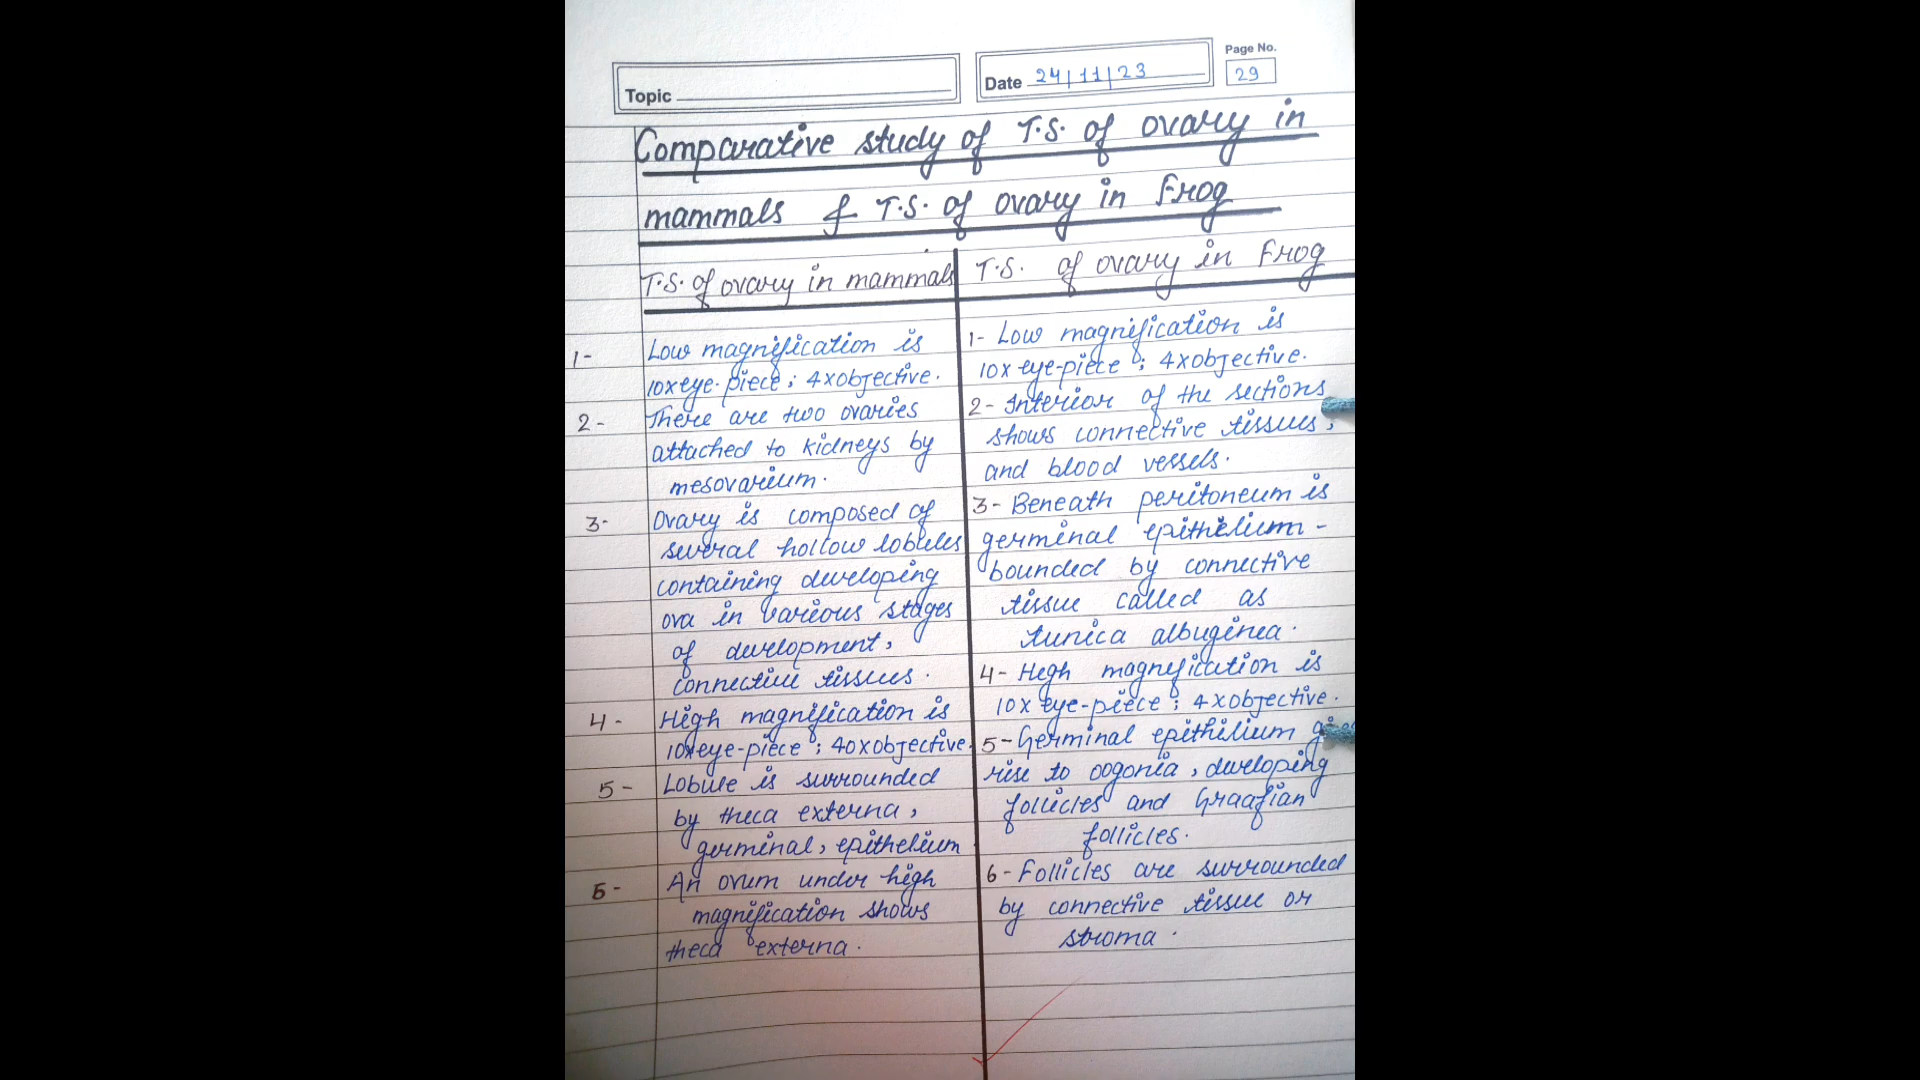 Topic
Date 24/11/23
Page No.
29
Comparative study of T.S. of ovary in
mammals & T.S. of ovary in Frog
T.S. of ovary in mammals
1- Low magnification is
10x eye-piece; 4x objective.
2- There are two ovaries
attached to kidneys by
mesovarium.
3- Ovary is composed of
several hollow lobules
containing developing
ova in various stages
of development,
connective tissues.
4- High magnification is
10x eye-piece; 40x objective.
5- Lobule is surrounded
by theca externa,
germinal, epithelium
6- An ovum under high
magnification shows
theca externa.
T.S. of ovary in Frog
1- Low magnification is
10x eye-piece; 4x objective.
2- Interior of the sections
shows connective tissues,
and blood vessels.
3- Beneath peritoneum is
germinal epithelium-
bounded by connective
tissue called as
tunica albuginea.
4- High magnification is
10x eye-piece; 4x objective.
5- Germinal epithelium
rise to oogonia, developing
follicles and Graafian
follicles.
6- Follicles are surrounded
by connective tissue or
stroma.